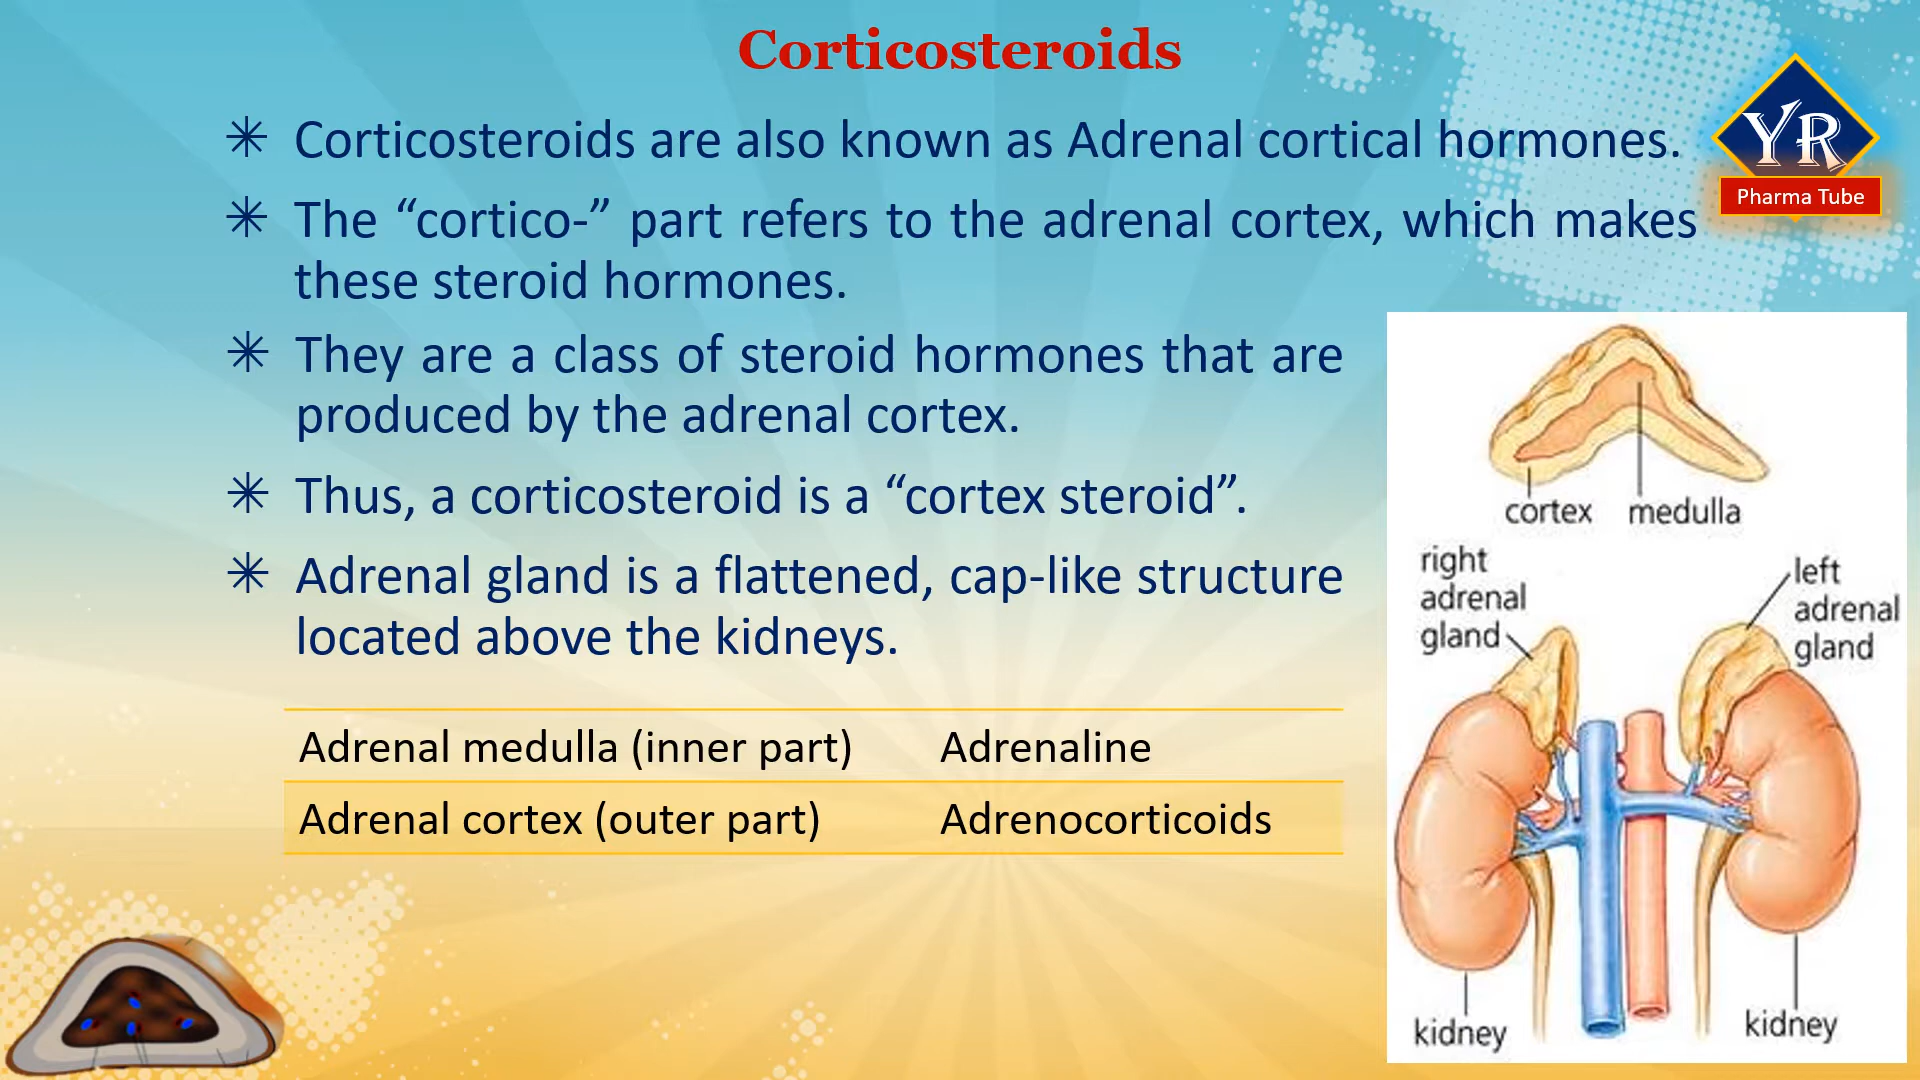 Corticosteroids
✳ Corticosteroids are also known as Adrenal cortical hormones.
✳ The “cortico-” part refers to the adrenal cortex, which makes
these steroid hormones.
✳ They are a class of steroid hormones that are
produced by the adrenal cortex.
✳ Thus, a corticosteroid is a “cortex steroid”.
✳ Adrenal gland is a flattened, cap-like structure
located above the kidneys.
Adrenal medulla (inner part) Adrenaline
Adrenal cortex (outer part) Adrenocorticoids
YR
Pharma Tube
cortex medulla
right
adrenal
gland
left
adrenal
gland
kidney
kidney